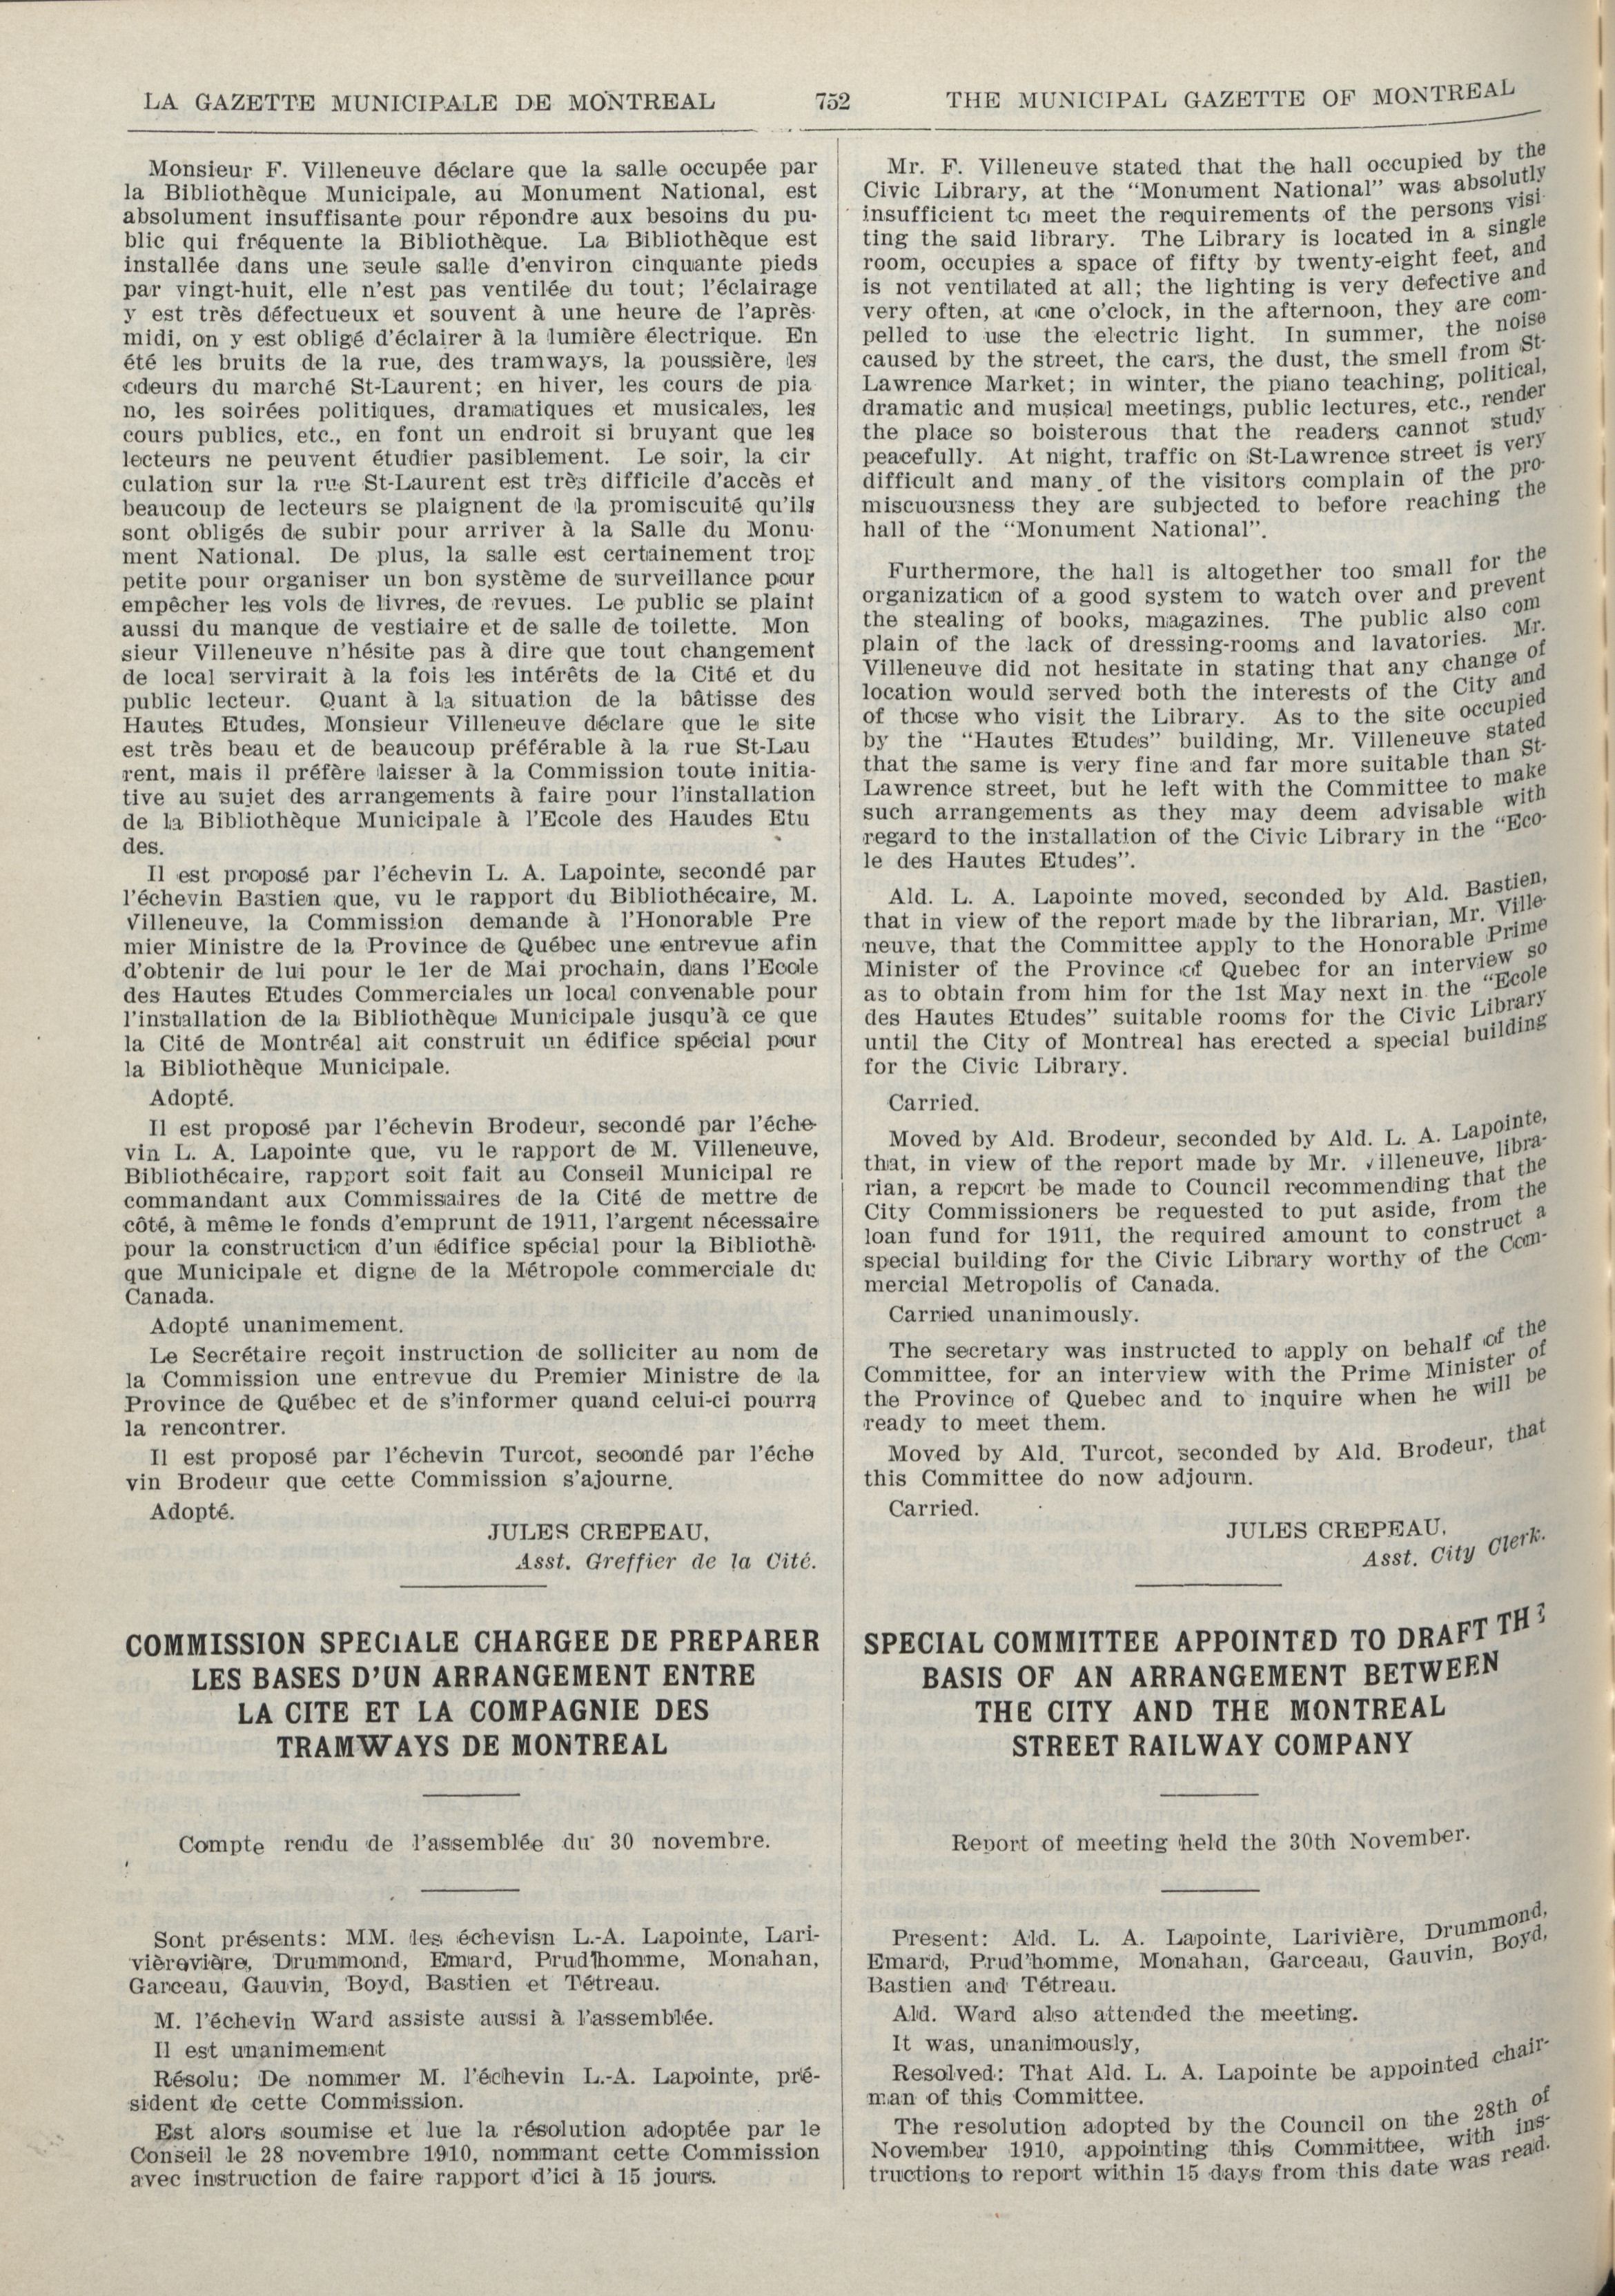 LA GAZETTE MUNICIPALE DE MONTREAL 752 THE MUNICIPAL GAZETTE OF MONTREAL
Monsieur F. Villeneuve déclare que la salle occupée par
la Bibliothèque Municipale, au Monument National, est
absolument insuffisante pour répondre aux besoins du pu-
blic qui fréquente la Bibliothèque. La Bibliothèque est
installée dans une seule salle d'environ cinquante pieds
par vingt-huit, elle n'est pas ventilée du tout; l'éclairage
y est très défectueux et souvent à une heure de l'après-
midi, on y est obligé d'éclairer à la lumière électrique. En
été les bruits de la rue, des tramways, la poussière, les
odeurs du marché St-Laurent; en hiver, les cours de pia
no, les soirées politiques, dramatiques et musicales, les
cours publics, etc., en font un endroit si bruyant que les
lecteurs ne peuvent étudier pasiblement. Le soir, la cir
culation sur la rue St-Laurent est très difficile d'accès et
beaucoup de lecteurs se plaignent de la promiscuité qu'ils
sont obligés de subir pour arriver à la Salle du Monu-
ment National. De plus, la salle est certainement trop
petite pour organiser un bon système de surveillance pour
empêcher les vols de livres, de revues. Le public se plaint
aussi du manque de vestiaire et de salle de toilette. Mon
sieur Villeneuve n'hésite pas à dire que tout changement
de local servirait à la fois les intérêts de la Cité et du
public lecteur. Quant à la situation de la bâtisse des
Hautes Etudes, Monsieur Villeneuve déclare que le site
est très beau et de beaucoup préférable à la rue St-Lau
rent, mais il préfère laisser à la Commission toute initia-
tive au sujet des arrangements à faire pour l'installation
de la Bibliothèque Municipale à l'Ecole des Haudes Etu
des.
Il est proposé par l'échevin L. A. Lapointe, secondé par
l'échevin Bastien que, vu le rapport du Bibliothécaire, M.
Villeneuve, la Commission demande à l'Honorable Pre
mier Ministre de la Province de Québec une entrevue afin
d'obtenir de lui pour le 1er de Mai prochain, dans l'Ecole
des Hautes Etudes Commerciales un local convenable pour
l'installation de la Bibliothèque Municipale jusqu'à ce que
la Cité de Montréal ait construit un édifice spécial pour
la Bibliothèque Municipale.
Adopté.
Il est proposé par l'échevin Brodeur, secondé par l'éche-
vin L. A. Lapointe que, vu le rapport de M. Villeneuve,
Bibliothécaire, rapport soit fait au Conseil Municipal re
commandant aux Commissaires de la Cité de mettre de
côté, à même le fonds d'emprunt de 1911, l'argent nécessaire
pour la construction d'un édifice spécial pour la Bibliothè-
que Municipale et digne de la Métropole commerciale du
Canada.
Adopté unanimement.
Le Secrétaire reçoit instruction de solliciter au nom de
la Commission une entrevue du Premier Ministre de la
Province de Québec et de s'informer quand celui-ci pourra
la rencontrer.
Il est proposé par l'échevin Turcot, secondé par l'éche
vin Brodeur que cette Commission s'ajourne.
Adopté.
JULES CREPEAU,
Asst. Greffier de la Cité.
COMMISSION SPECIALE CHARGEE DE PREPARER
LES BASES D'UN ARRANGEMENT ENTRE
LA CITE ET LA COMPAGNIE DES
TRAMWAYS DE MONTREAL
Compte rendu de l'assemblée du 30 novembre.
Sont présents: MM. les échevisn L.-A. Lapointe, Lari-
vièrevière, Drummond, Emard, Prud'homme, Monahan,
Garceau, Gauvin, Boyd, Bastien et Tétreau.
M. l'échevin Ward assiste aussi à l'assemblée.
Il est unanimement
Résolu: De nommer M. l'échevin L.-A. Lapointe, pré-
sident de cette Commission.
Est alors soumise et lue la résolution adoptée par le
Conseil le 28 novembre 1910, nommant cette Commission
avec instruction de faire rapport d'ici à 15 jours.
Mr. F. Villeneuve stated that the hall occupied by the
Civic Library, at the "Monument National" was absolutly
insufficient to meet the requirements of the persons visi-
ting the said library. The Library is located in a single
room, occupies a space of fifty by twenty-eight feet, and
is not ventilated at all; the lighting is very defective and
very often, at one o'clock, in the afternoon, they are com-
pelled to use the electric light. In summer, the noise
caused by the street, the cars, the dust, the smell from St-
Lawrence Market; in winter, the piano teaching, political,
dramatic and musical meetings, public lectures, etc., render
the place so boisterous that the readers cannot study
peacefully. At night, traffic on St-Lawrence street is very
difficult and many of the visitors complain of the pro-
miscuousness they are subjected to before reaching the
hall of the "Monument National".
Furthermore, the hall is altogether too small for the
organization of a good system to watch over and prevent
the stealing of books, magazines. The public also com
plain of the lack of dressing-rooms and lavatories. Mr.
Villeneuve did not hesitate in stating that any change of
location would served both the interests of the City and
of those who visit the Library. As to the site occupied
by the "Hautes Etudes" building, Mr. Villeneuve stated
that the same is very fine and far more suitable than St-
Lawrence street, but he left with the Committee to make
such arrangements as they may deem advisable with
regard to the installation of the Civic Library in the "Eco-
le des Hautes Etudes".
Ald. L. A. Lapointe moved, seconded by Ald. Bastien,
that in view of the report made by the librarian, Mr. Ville-
neuve, that the Committee apply to the Honorable Prime
Minister of the Province of Quebec for an interview so
as to obtain from him for the 1st May next in the "Ecole
des Hautes Etudes" suitable rooms for the Civic Library
until the City of Montreal has erected a special building
for the Civic Library.
Carried.
Moved by Ald. Brodeur, seconded by Ald. L. A. Lapointe,
that, in view of the report made by Mr. Villeneuve, libra-
rian, a report be made to Council recommending that the
City Commissioners be requested to put aside, from the
loan fund for 1911, the required amount to construct a
special building for the Civic Library worthy of the Com-
mercial Metropolis of Canada.
Carried unanimously.
The secretary was instructed to apply on behalf of the
Committee, for an interview with the Prime Minister of
the Province of Quebec and to inquire when he will be
ready to meet them.
Moved by Ald. Turcot, seconded by Ald. Brodeur, that
this Committee do now adjourn.
Carried.
JULES CREPEAU,
Asst. City Clerk.
SPECIAL COMMITTEE APPOINTED TO DRAFT THE
BASIS OF AN ARRANGEMENT BETWEEN
THE CITY AND THE MONTREAL
STREET RAILWAY COMPANY
Report of meeting held the 30th November.
Present: Ald. L. A. Lapointe, Larivière, Drummond,
Emard, Prud'homme, Monahan, Garceau, Gauvin, Boyd,
Bastien and Tétreau.
Ald. Ward also attended the meeting.
It was, unanimously,
Resolved: That Ald. L. A. Lapointe be appointed chair-
man of this Committee.
The resolution adopted by the Council on the 28th of
November 1910, appointing this Committee, with ins-
tructions to report within 15 days from this date was read.